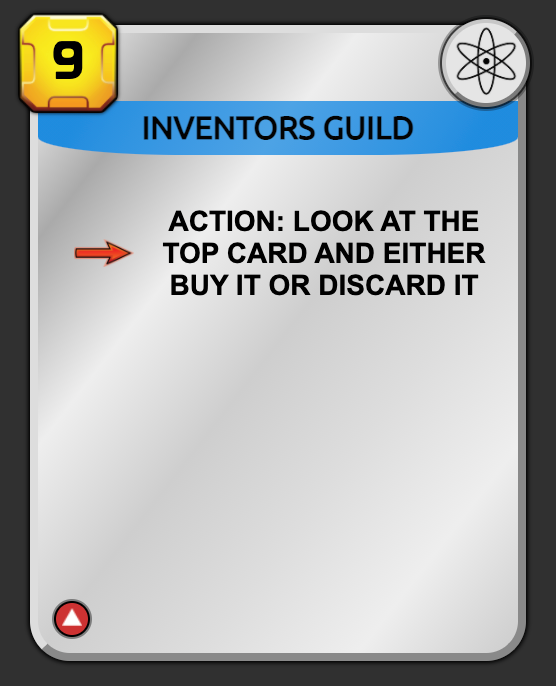 9
INVENTORS GUILD
ACTION: LOOK AT THE
TOP CARD AND EITHER
BUY IT OR DISCARD IT